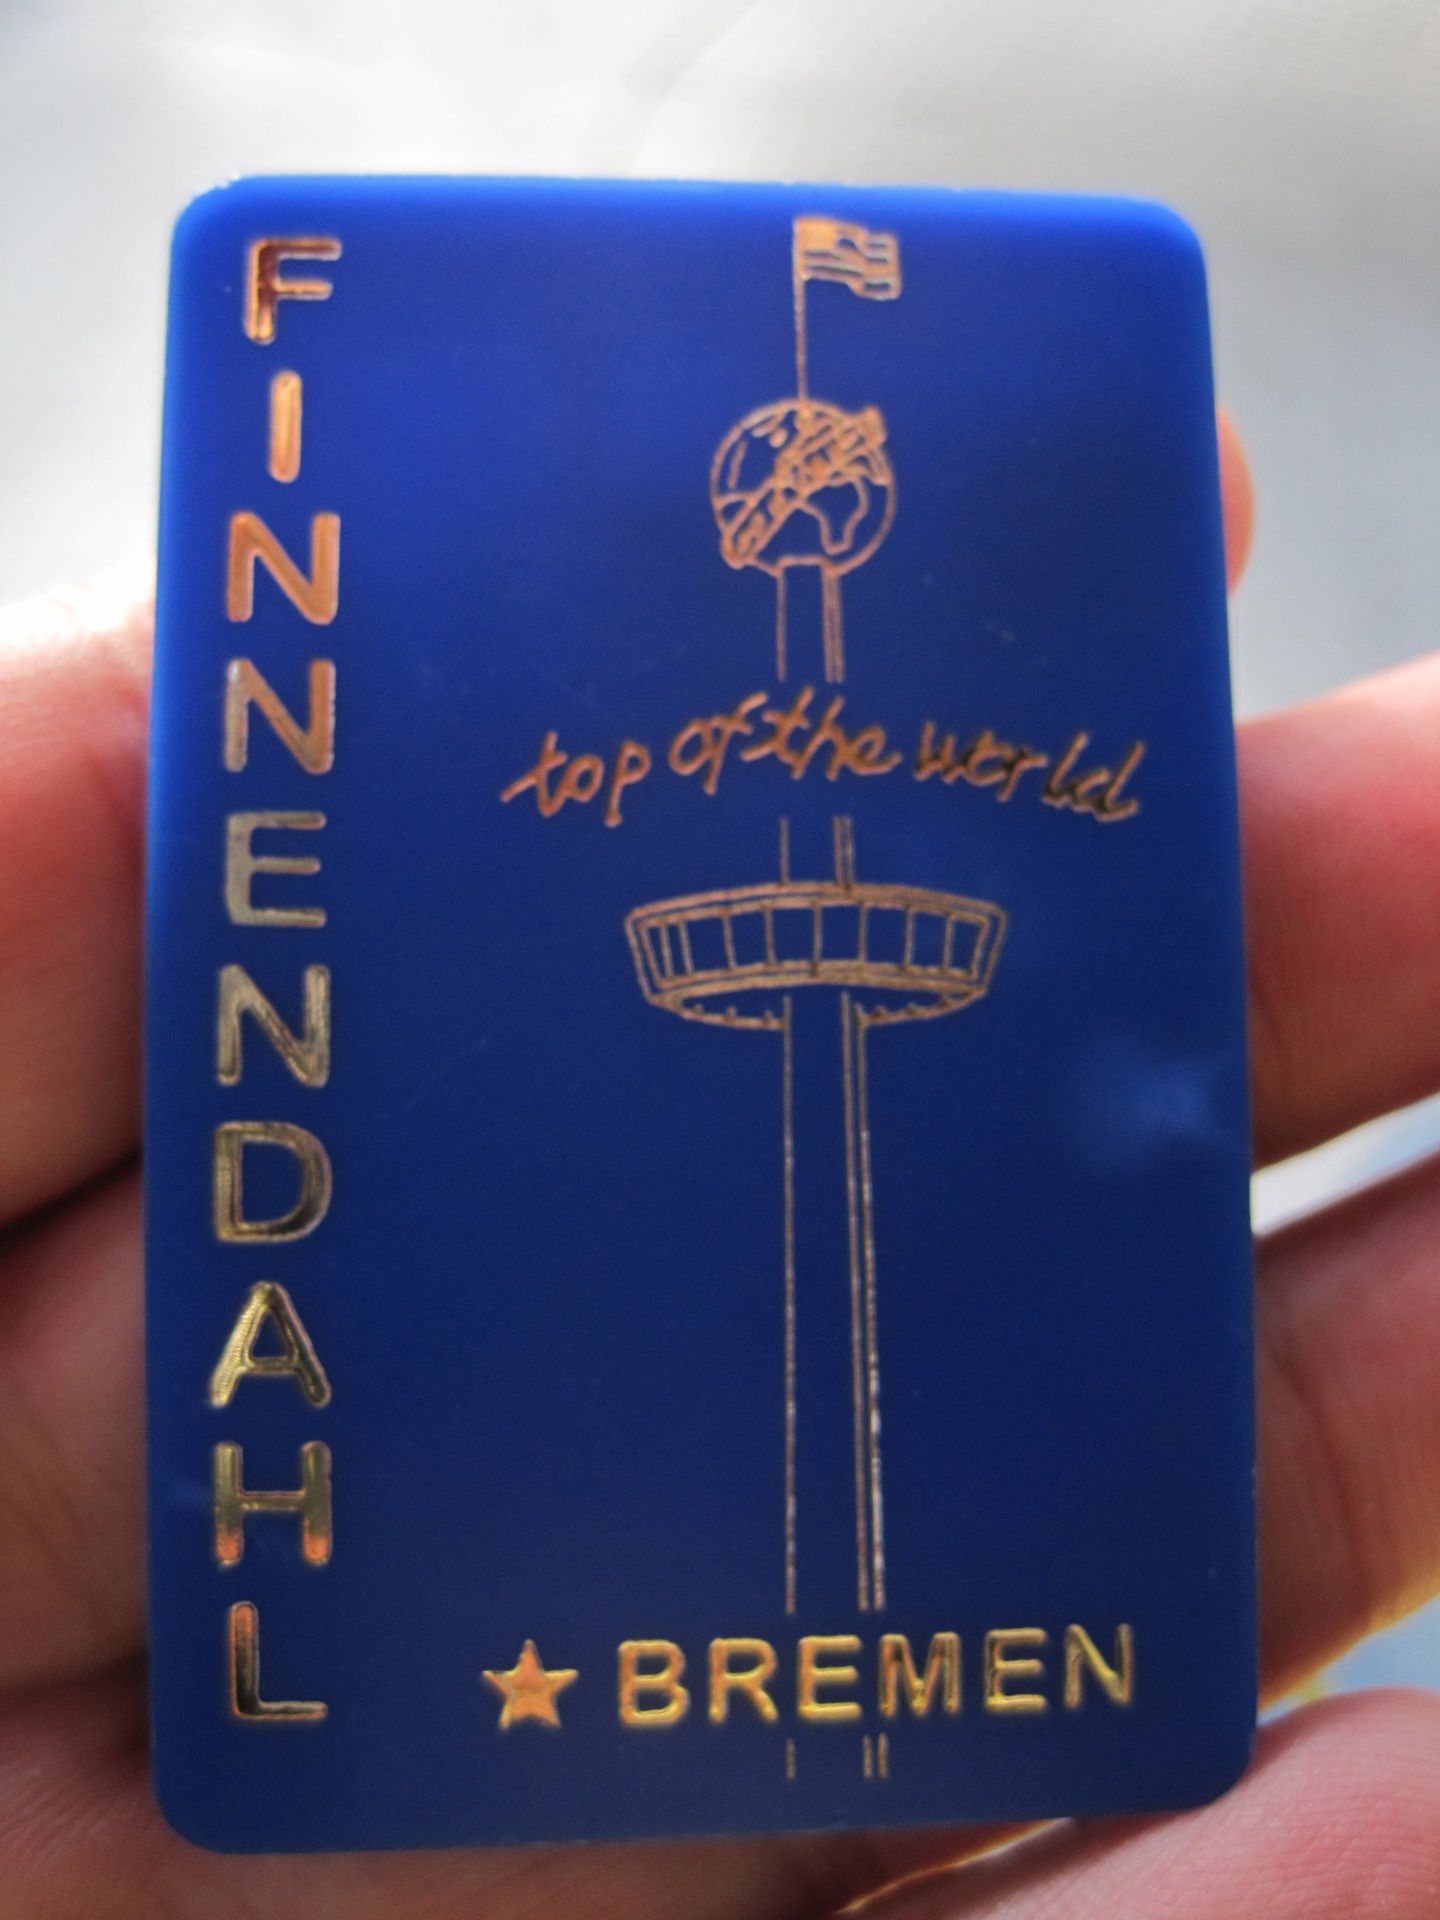 FINNENDAHL
top of the world
★ BREMEN